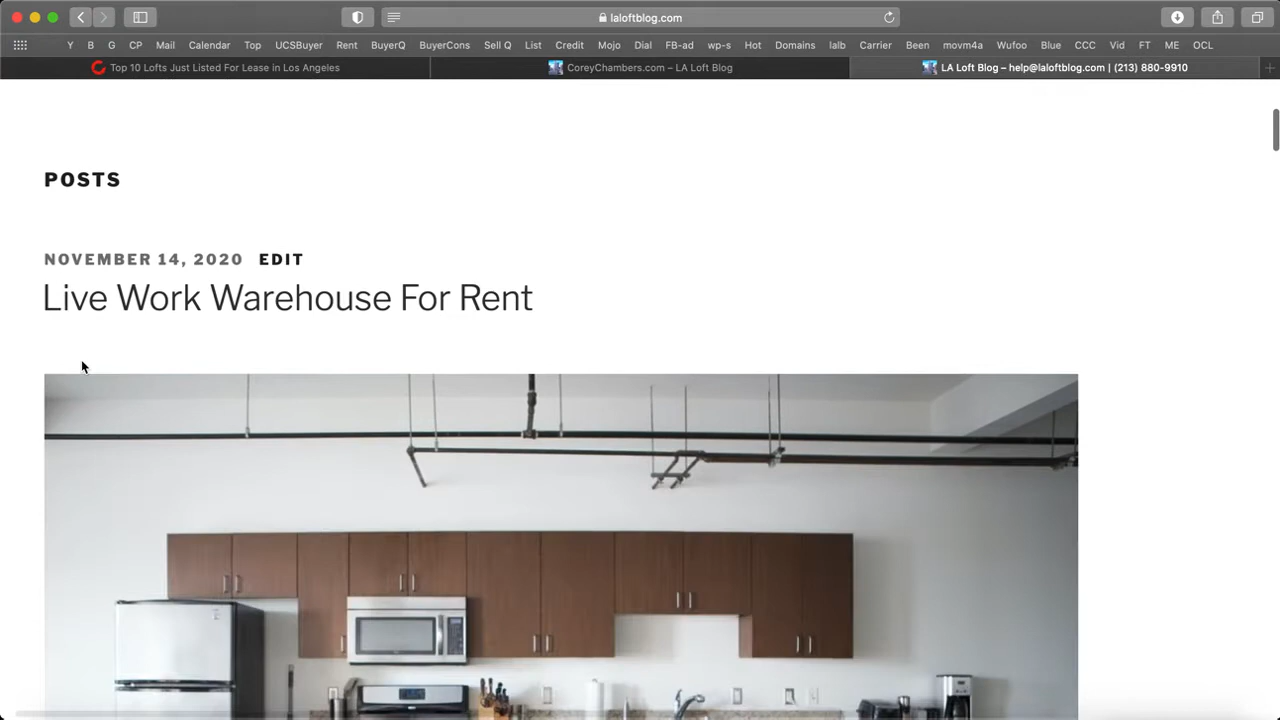 laloftblog.com
Y B G CP Mail Calendar Top UCSBuyer Rent BuyerQ BuyerCons Sell Q List Credit Mojo Dial FB-ad wp-s Hot Domains lalb Carrier Been movm4a Wufoo Blue CCC Vid FT ME OCL
Top 10 Lofts Just Listed For Lease in Los Angeles CoreyChambers.com – LA Loft Blog LA Loft Blog – help@laloftblog.com | (213) 880-9910
POSTS
NOVEMBER 14, 2020 EDIT
Live Work Warehouse For Rent